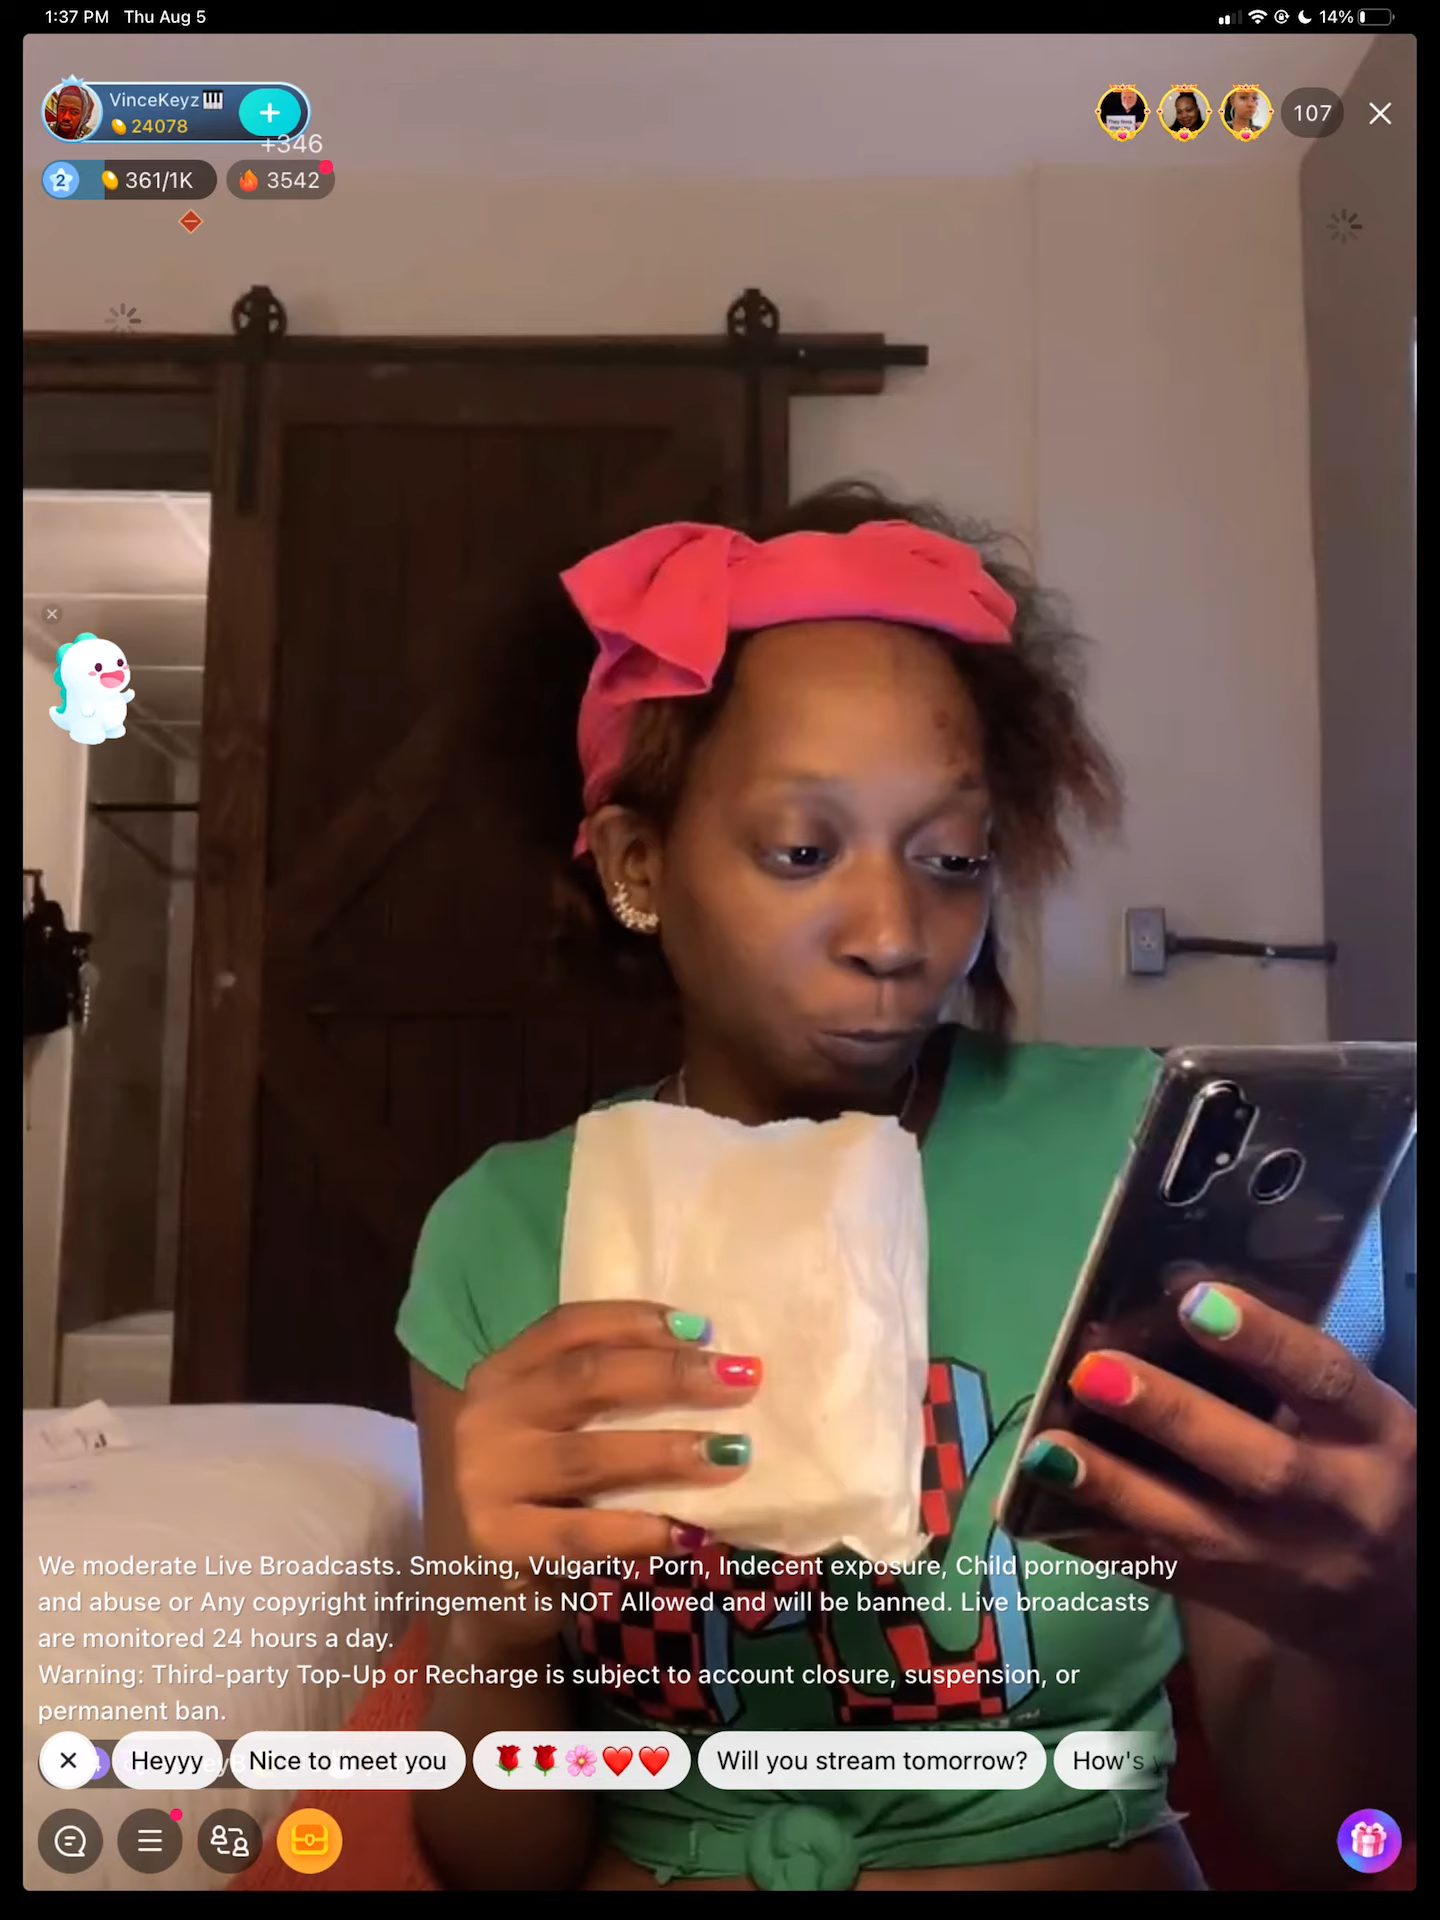 1:37 PM Thu Aug 5
14%
VinceKeyz
24078
+346
107
2
361/1K
3542
We moderate Live Broadcasts. Smoking, Vulgarity, Porn, Indecent exposure, Child pornography
and abuse or Any copyright infringement is NOT Allowed and will be banned. Live broadcasts
are monitored 24 hours a day.
Warning: Third-party Top-Up or Recharge is subject to account closure, suspension, or
permanent ban.
Heyyy
Nice to meet you
Will you stream tomorrow?
How's